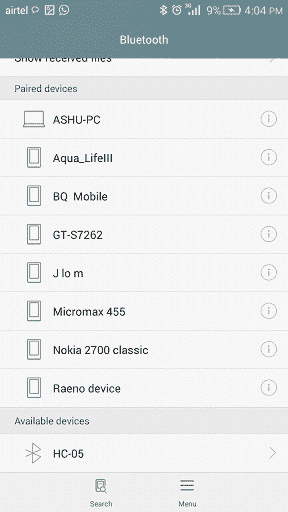 airtel 3G 9% 4:04 PM
Bluetooth
Show received files
Paired devices
ASHU-PC
Aqua_LifeIII
BQ Mobile
GT-S7262
J lo m
Micromax 455
Nokia 2700 classic
Raeno device
Available devices
HC-05
Search Menu